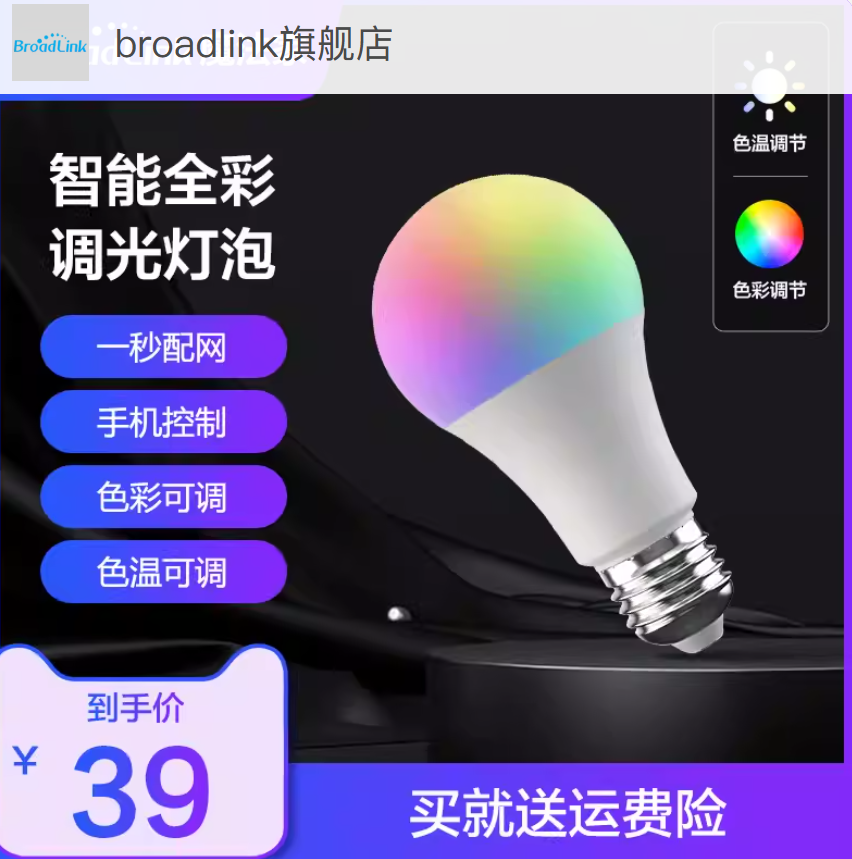 BroadLink
broadlink旗舰店
色温调节
色彩调节
智能全彩
调光灯泡
一秒配网
手机控制
色彩可调
色温可调
到手价
¥
39
买就送运费险